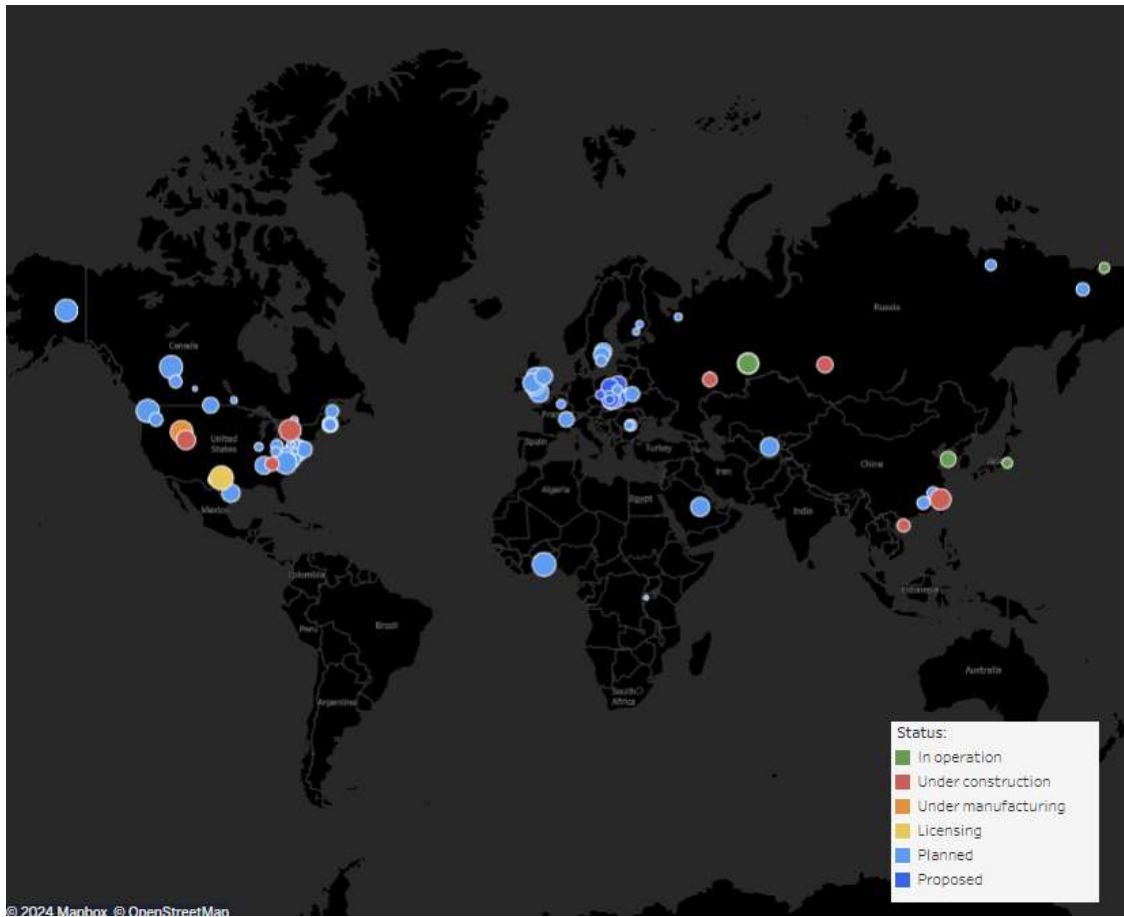 Russia
Canada
United
States
France
Spain
Turkey
Iran
China
Algeria
Egypt
India
Mexico
Colombia
Indonesia
Peru
Brazil
Australia
South
Africa
Argentina
Status:
In operation
Under construction
Under manufacturing
Licensing
Planned
Proposed
© 2024 Mapbox © OpenStreetMap